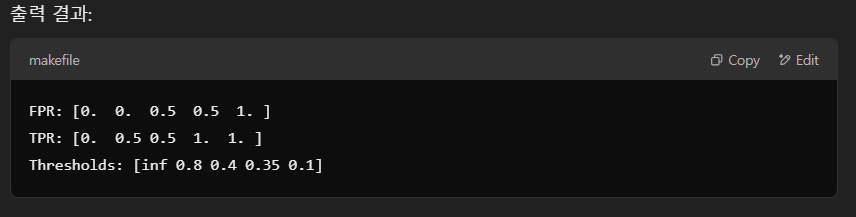 출력 결과:
makefile Copy Edit
FPR: [0.  0.  0.5  0.5  1. ]
TPR: [0.  0.5 0.5  1.  1. ]
Thresholds: [inf 0.8 0.4 0.35 0.1]